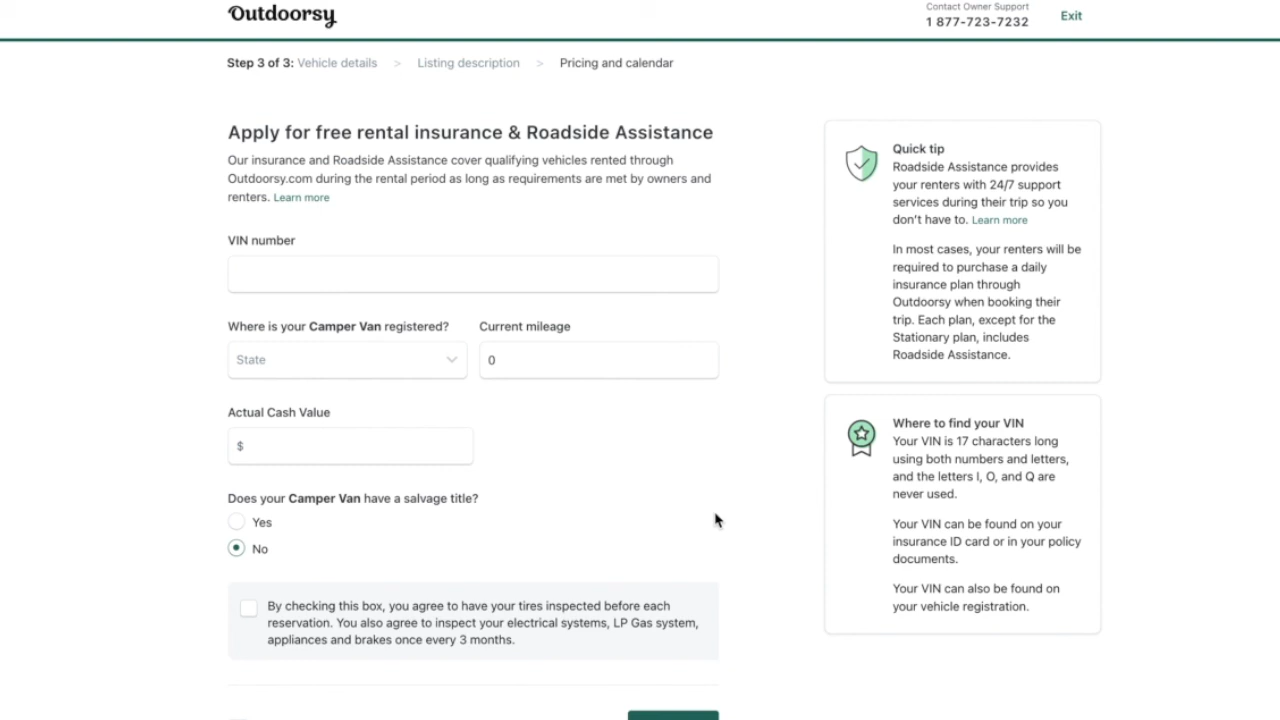 Outdoorsy
Contact Owner Support
1 877-723-7232
Exit
Step 3 of 3: Vehicle details > Listing description > Pricing and calendar
Apply for free rental insurance & Roadside Assistance
Our insurance and Roadside Assistance cover qualifying vehicles rented through
Outdoorsy.com during the rental period as long as requirements are met by owners and
renters. Learn more
VIN number
Where is your Camper Van registered?
Current mileage
State
0
Actual Cash Value
$
Does your Camper Van have a salvage title?
Yes
No
By checking this box, you agree to have your tires inspected before each
reservation. You also agree to inspect your electrical systems, LP Gas system,
appliances and brakes once every 3 months.
Quick tip
Roadside Assistance provides
your renters with 24/7 support
services during their trip so you
don't have to. Learn more
In most cases, your renters will be
required to purchase a daily
insurance plan through
Outdoorsy when booking their
trip. Each plan, except for the
Stationary plan, includes
Roadside Assistance.
Where to find your VIN
Your VIN is 17 characters long
using both numbers and letters,
and the letters I, O, and Q are
never used.
Your VIN can be found on your
insurance ID card or in your policy
documents.
Your VIN can also be found on
your vehicle registration.